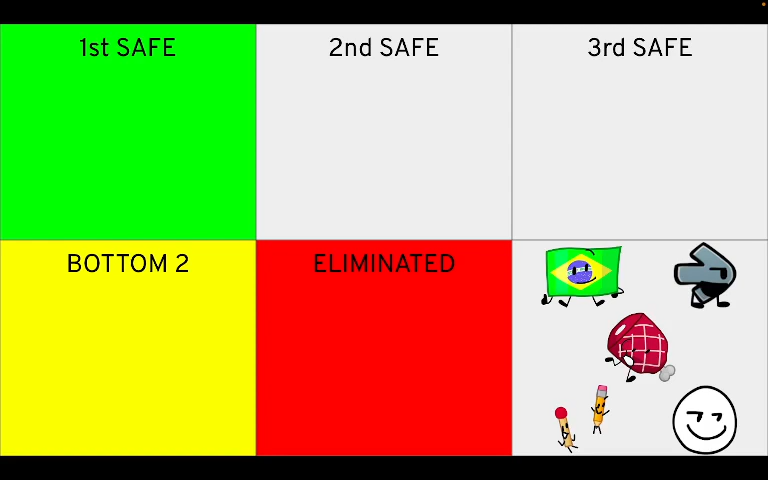 1st SAFE
2nd SAFE
3rd SAFE
BOTTOM 2
ELIMINATED